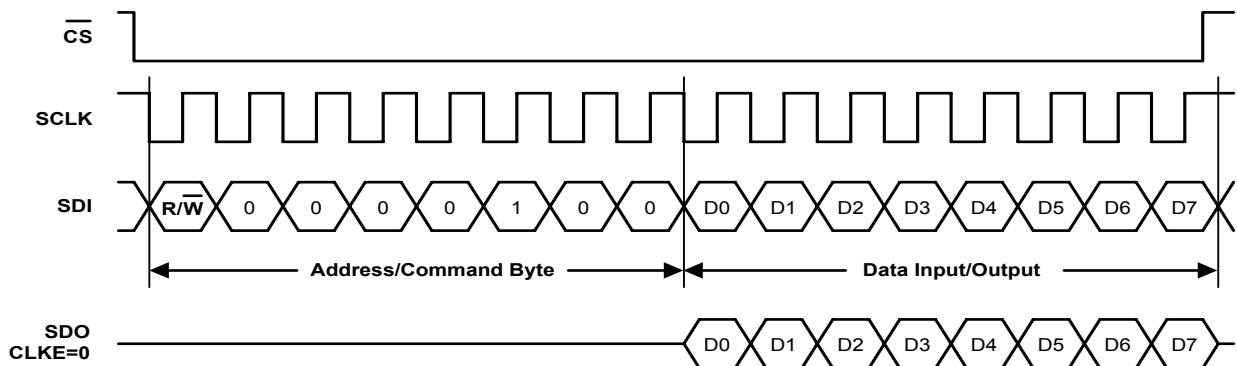 CS
SCLK
SDI R/W 0 0 0 0 1 0 0 D0 D1 D2 D3 D4 D5 D6 D7
Address/Command Byte Data Input/Output
SDO
CLKE=0 D0 D1 D2 D3 D4 D5 D6 D7